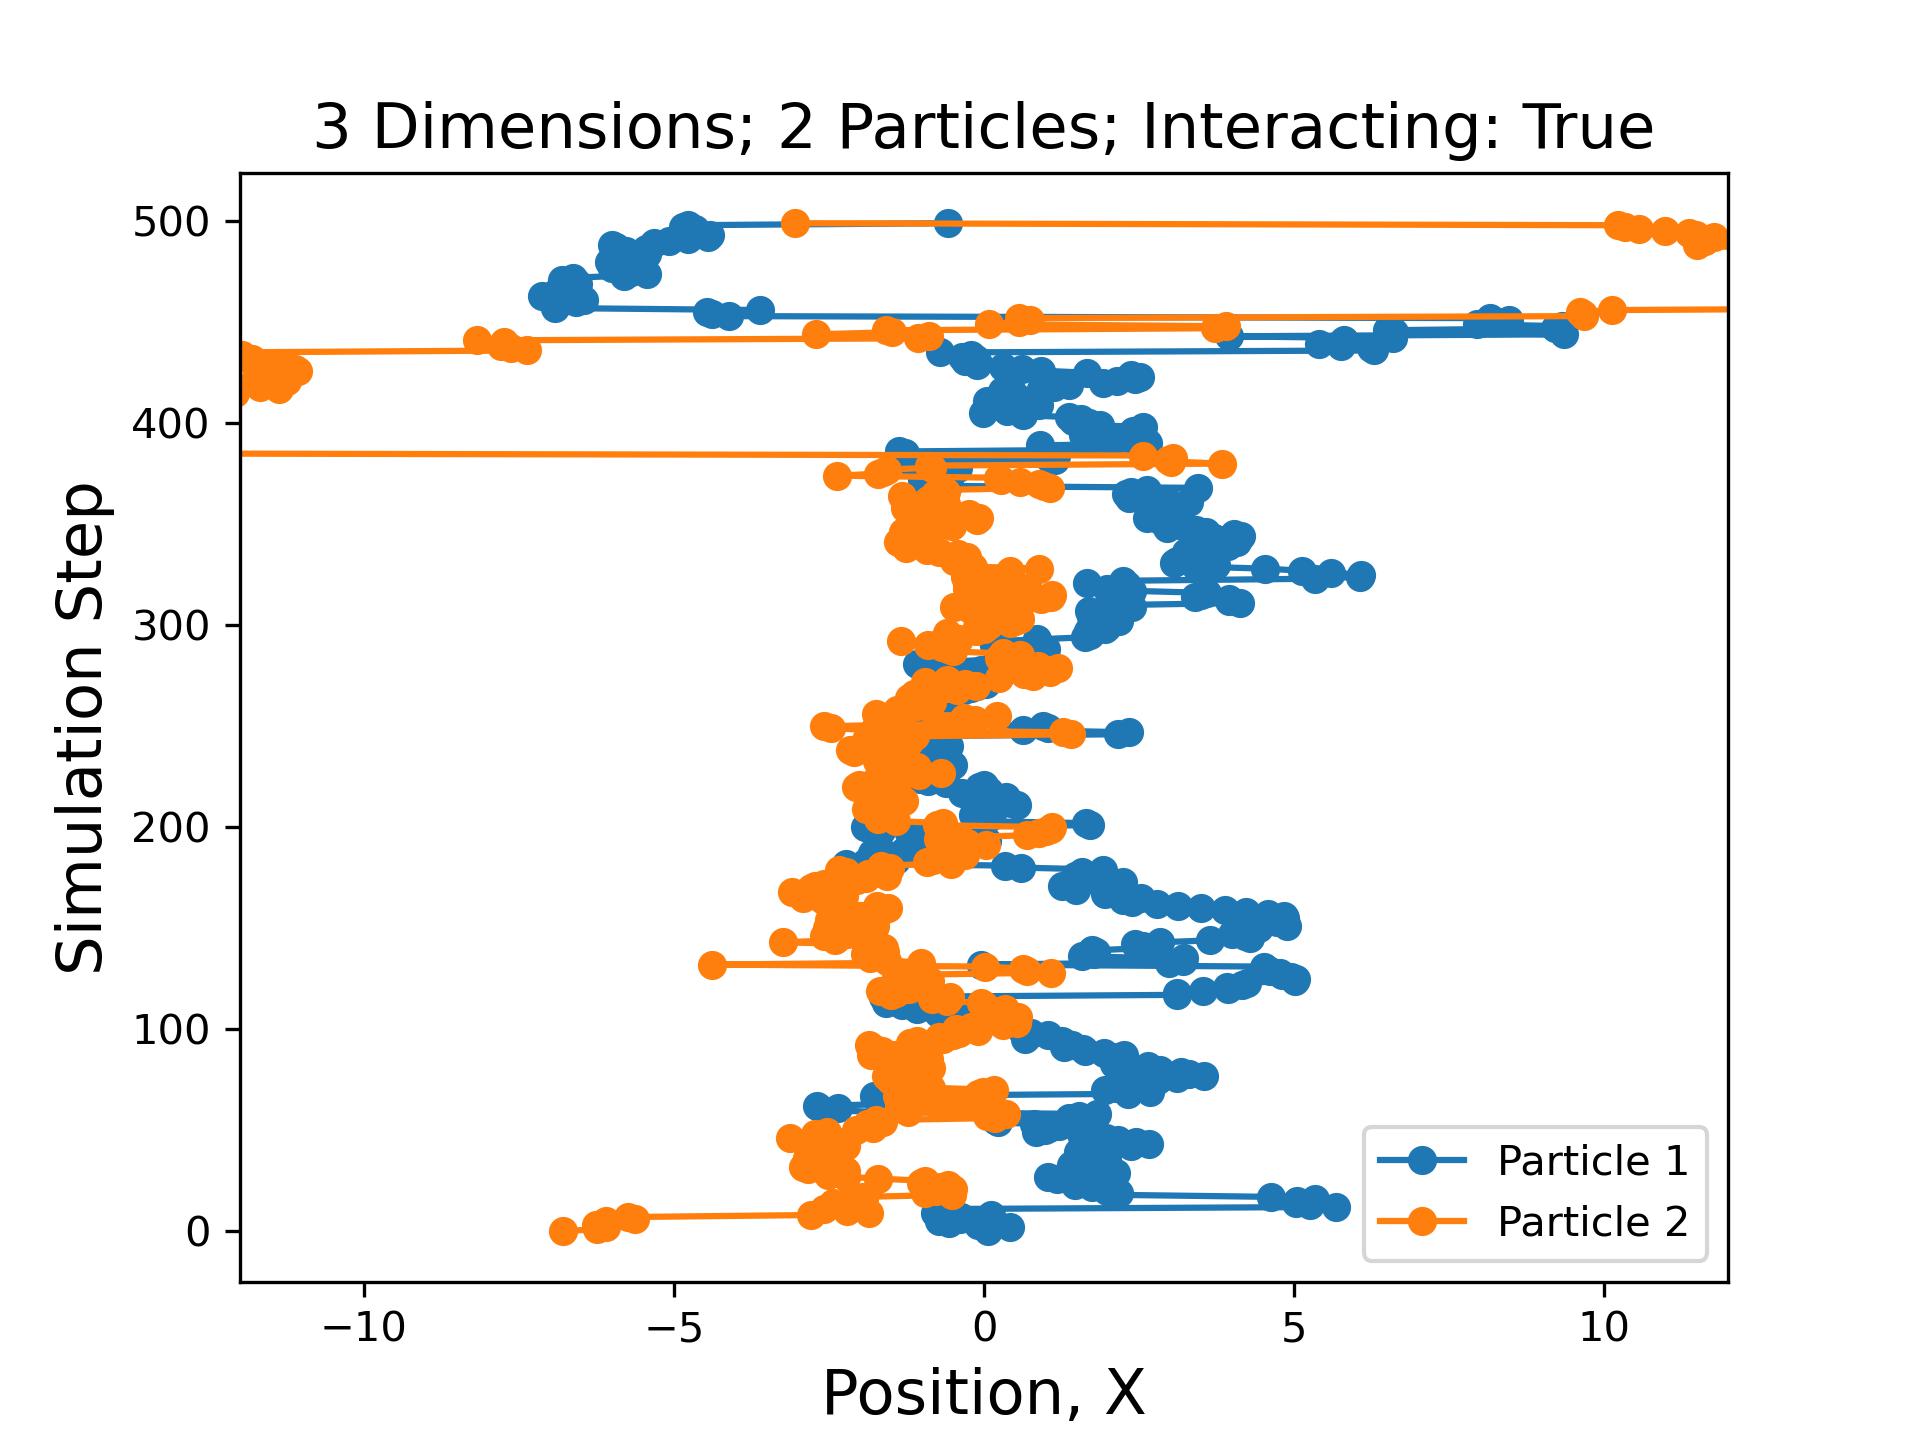 3 Dimensions; 2 Particles; Interacting: True
Simulation Step
500
400
300
200
100
0
−10
−5
0
5
10
Position, X
Particle 1
Particle 2